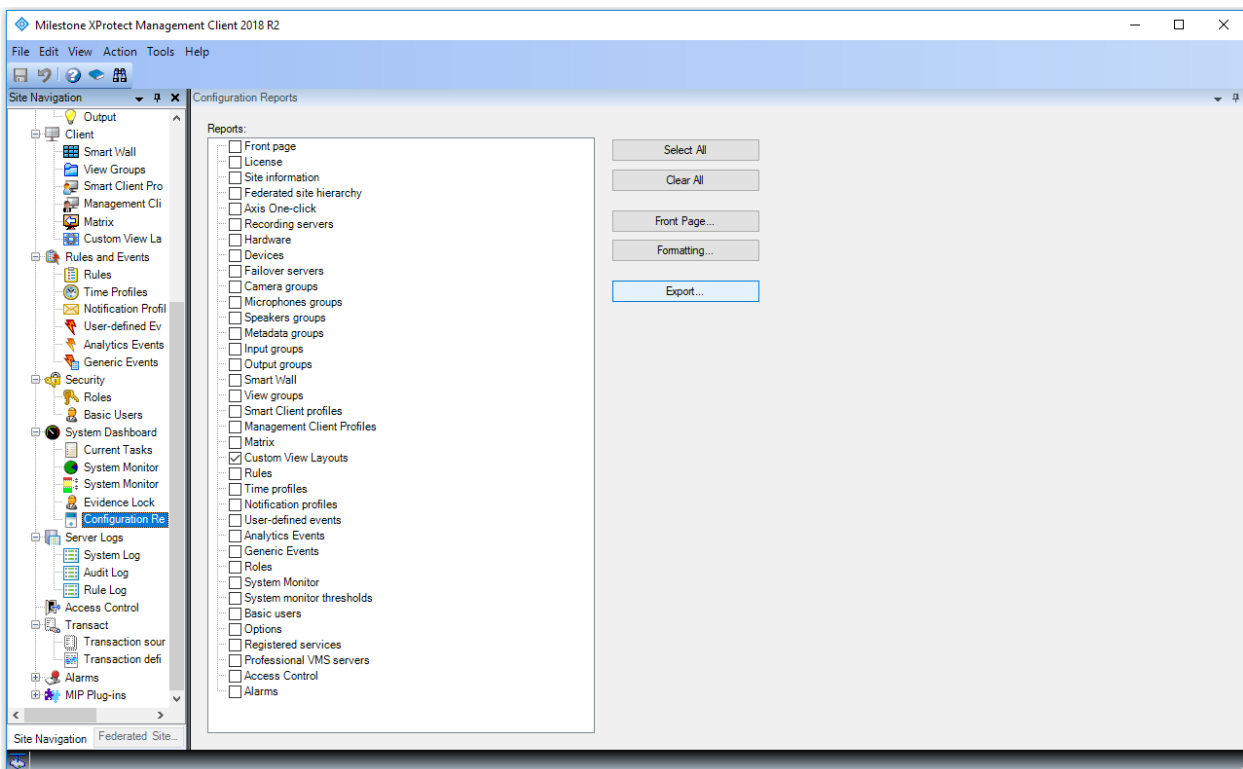 Milestone XProtect Management Client 2018 R2
File Edit View Action Tools Help
Site Navigation
Configuration Reports
Output
Client
Smart Wall
View Groups
Smart Client Pro
Management Cli
Matrix
Custom View La
Rules and Events
Rules
Time Profiles
Notification Profil
User-defined Ev
Analytics Events
Generic Events
Security
Roles
Basic Users
System Dashboard
Current Tasks
System Monitor
System Monitor
Evidence Lock
Configuration Re
Server Logs
System Log
Audit Log
Rule Log
Access Control
Transact
Transaction sour
Transaction defi
Alarms
MIP Plug-ins
Site Navigation
Federated Site...
Reports:
Front page
License
Site information
Federated site hierarchy
Axis One-click
Recording servers
Hardware
Devices
Failover servers
Camera groups
Microphones groups
Speakers groups
Metadata groups
Input groups
Output groups
Smart Wall
View groups
Smart Client profiles
Management Client Profiles
Matrix
Custom View Layouts
Rules
Time profiles
Notification profiles
User-defined events
Analytics Events
Generic Events
Roles
System Monitor
System monitor thresholds
Basic users
Options
Registered services
Professional VMS servers
Access Control
Alarms
Select All
Clear All
Front Page...
Formatting...
Export...